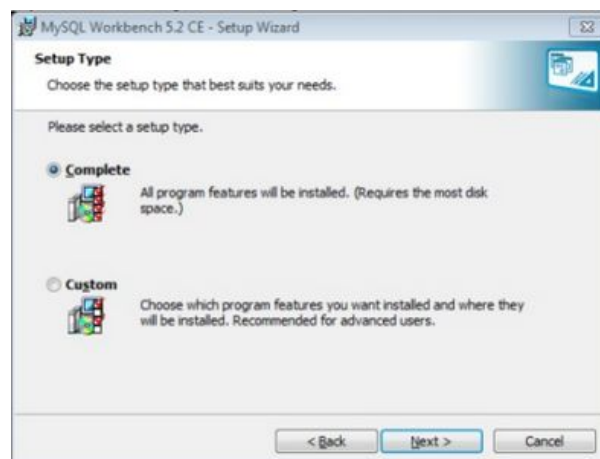 MySQL Workbench 5.2 CE - Setup Wizard
Setup Type
Choose the setup type that best suits your needs.
Please select a setup type.
Complete
All program features will be installed. (Requires the most disk
space.)
Custom
Choose which program features you want installed and where they
will be installed. Recommended for advanced users.
< Back
Next >
Cancel